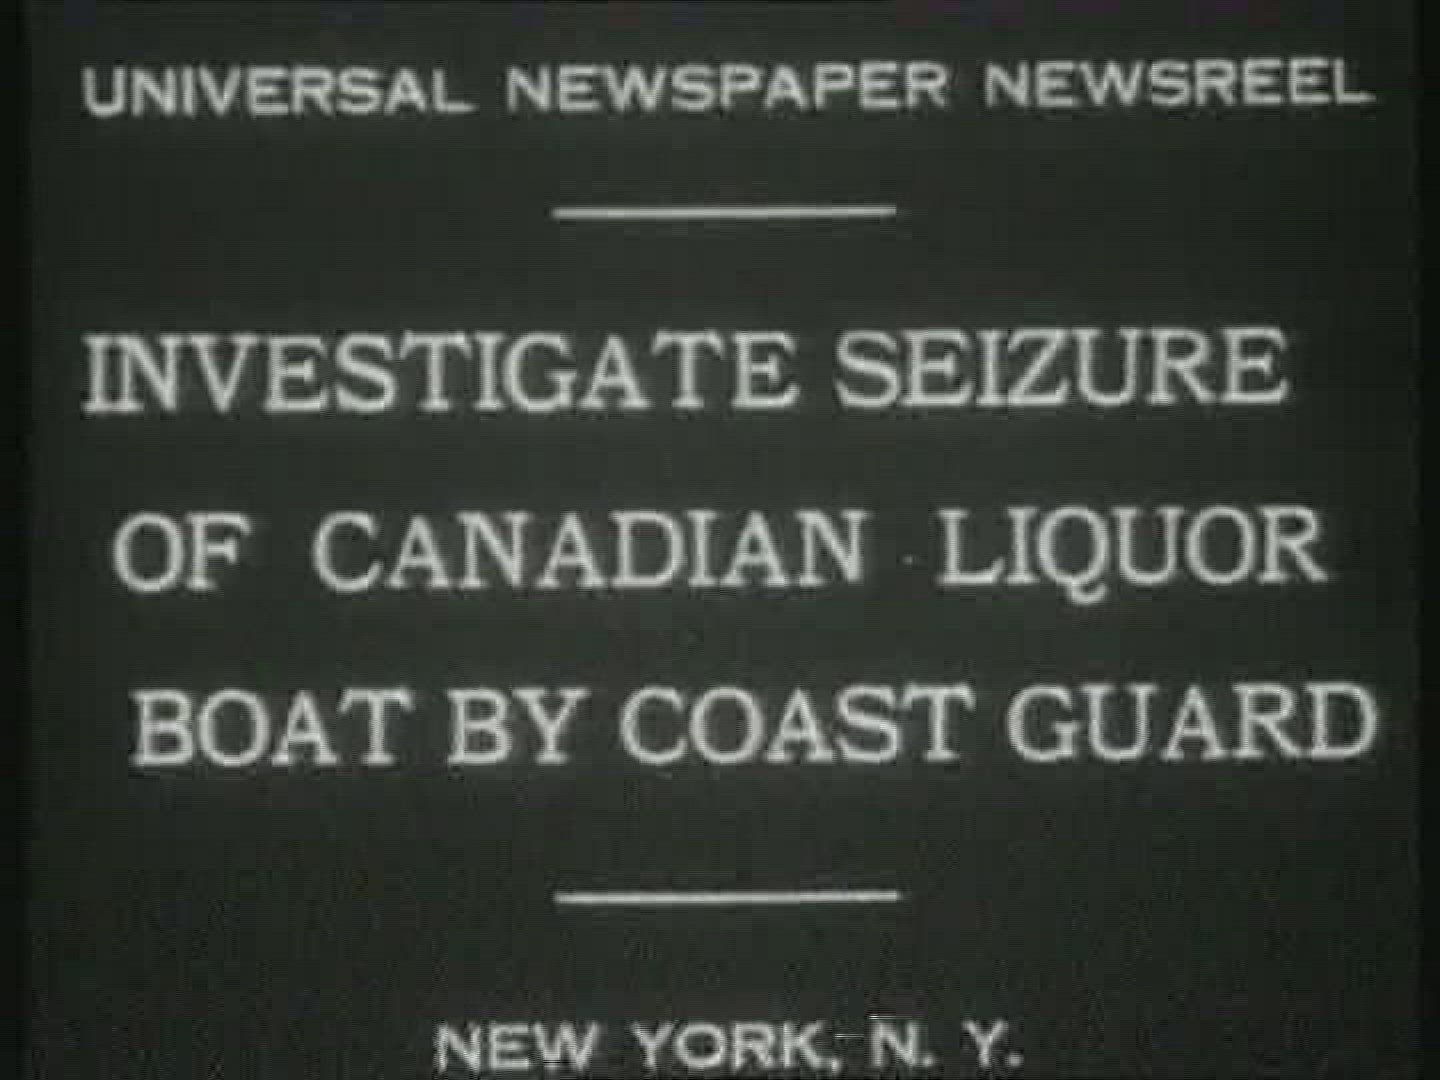 UNIVERSAL NEWSPAPER NEWSREEL
INVESTIGATE SEIZURE
OF CANADIAN LIQUOR
BOAT BY COAST GUARD
NEW YORK, N. Y.